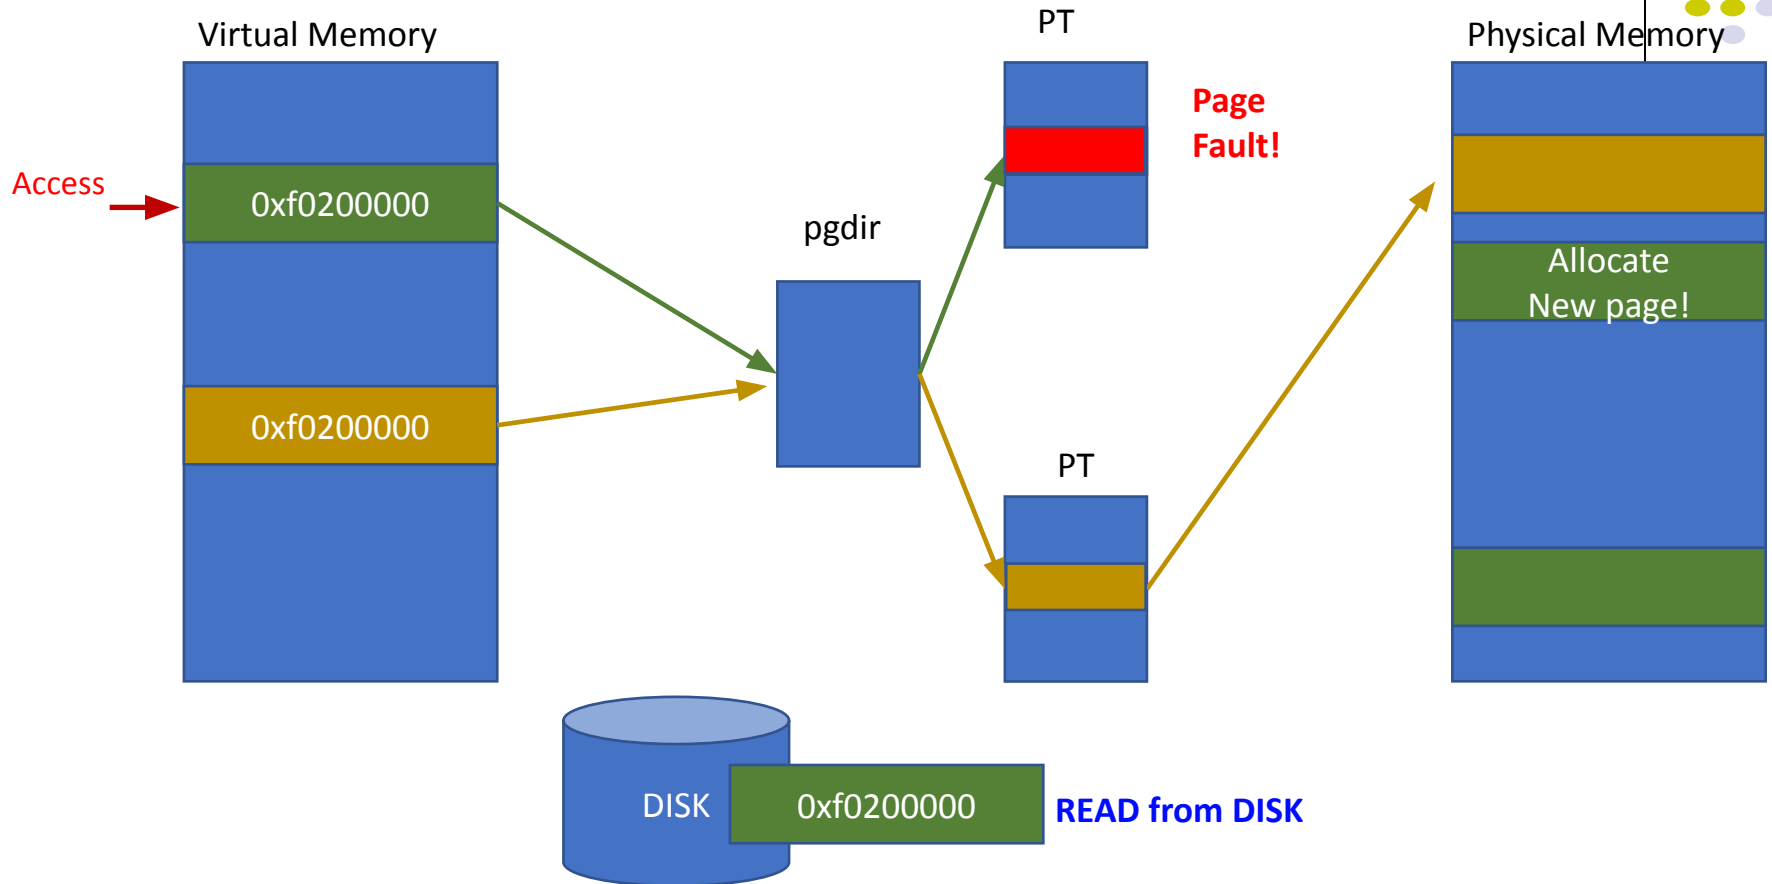 Virtual Memory
PT
Physical Memory
Page
Fault!
Access
0xf0200000
pgdir
Allocate
New page!
0xf0200000
PT
DISK
0xf0200000
READ from DISK